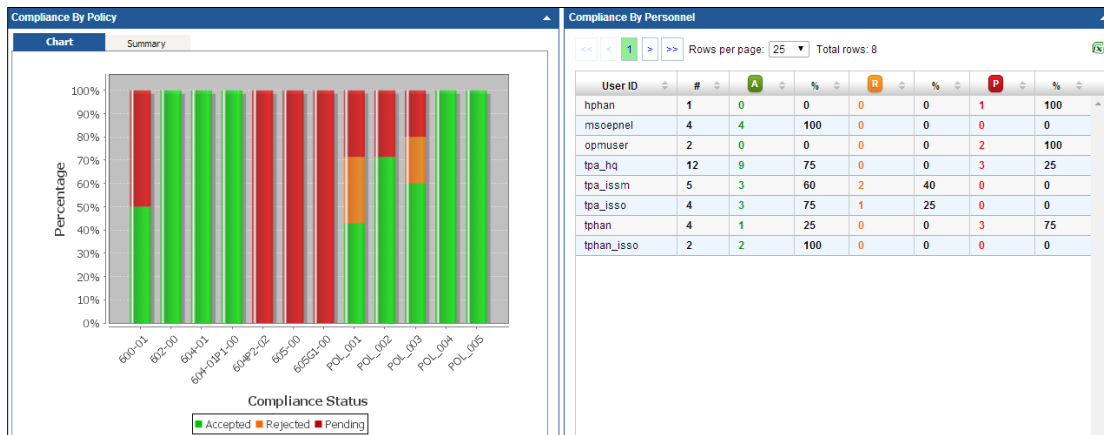 Compliance By Policy
Chart Summary
100%
90%
80%
70%
60%
50%
40%
30%
20%
10%
0%
Percentage
600-01 602-00 604-01 604-01P1-00 604P2-02 605-00 605G1-00 POL_001 POL_002 POL_003 POL_004 POL_005
Compliance Status
Accepted Rejected Pending
Compliance By Personnel
<< < 1 > >> Rows per page: 25 Total rows: 8
User ID # A % R % P %
hphan 1 0 0 0 0 1 100
msoepnel 4 4 100 0 0 0 0
opmuser 2 0 0 0 0 2 100
tpa_hq 12 9 75 0 0 3 25
tpa_issm 5 3 60 2 40 0 0
tpa_isso 4 3 75 1 25 0 0
tphan 4 1 25 0 0 3 75
tphan_isso 2 2 100 0 0 0 0